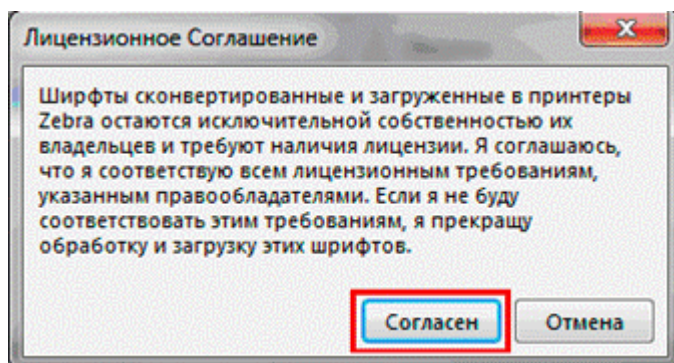 Лицензионное Соглашение
Ширфты сконвертированные и загруженные в принтеры
Zebra остаются исключительной собственностью их
владельцев и требуют наличия лицензии. Я соглашаюсь,
что я соответствую всем лицензионным требованиям,
указанным правообладателями. Если я не буду
соответствовать этим требованиям, я прекращу
обработку и загрузку этих шрифтов.
Согласен Отмена